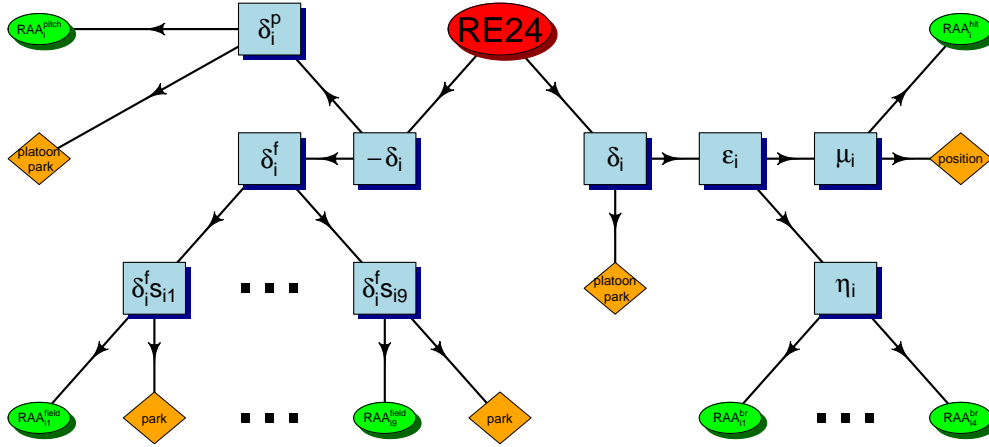 RAA_i^pitch
δ_i^p
RE24
RAA_i^hit
platoon
park
δ_i^f
−δ_i
δ_i
ε_i
μ_i
position
δ_i^f s_i1
...
δ_i^f s_i9
platoon
park
η_i
RAA_i1^field
park
...
RAA_i9^field
park
RAA_i1^br
...
RAA_i4^br